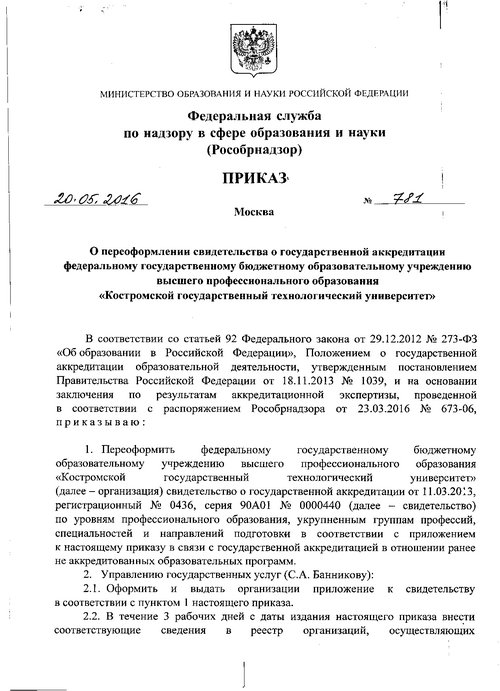 МИНИСТЕРСТВО ОБРАЗОВАНИЯ И НАУКИ РОССИЙСКОЙ ФЕДЕРАЦИИ
Федеральная служба
по надзору в сфере образования и науки
(Рособрнадзор)
ПРИКАЗ
20.05.2016 № 781
Москва
О переоформлении свидетельства о государственной аккредитации
федеральному государственному бюджетному образовательному учреждению
высшего профессионального образования
«Костромской государственный технологический университет»
В соответствии со статьей 92 Федерального закона от 29.12.2012 № 273-ФЗ
«Об образовании в Российской Федерации», Положением о государственной
аккредитации образовательной деятельности, утвержденным постановлением
Правительства Российской Федерации от 18.11.2013 № 1039, и на основании
заключения по результатам аккредитационной экспертизы, проведенной
в соответствии с распоряжением Рособрнадзора от 23.03.2016 № 673-06,
приказываю:
1. Переоформить федеральному государственному бюджетному
образовательному учреждению высшего профессионального образования
«Костромской государственный технологический университет»
(далее – организация) свидетельство о государственной аккредитации от 11.03.2013,
регистрационный № 0436, серия 90А01 № 0000440 (далее – свидетельство)
по уровням профессионального образования, укрупненным группам профессий,
специальностей и направлений подготовки в соответствии с приложением
к настоящему приказу в связи с государственной аккредитацией в отношении ранее
не аккредитованных образовательных программ.
2. Управлению государственных услуг (С.А. Банникову):
2.1. Оформить и выдать организации приложение к свидетельству
в соответствии с пунктом 1 настоящего приказа.
2.2. В течение 3 рабочих дней с даты издания настоящего приказа внести
соответствующие сведения в реестр организаций, осуществляющих